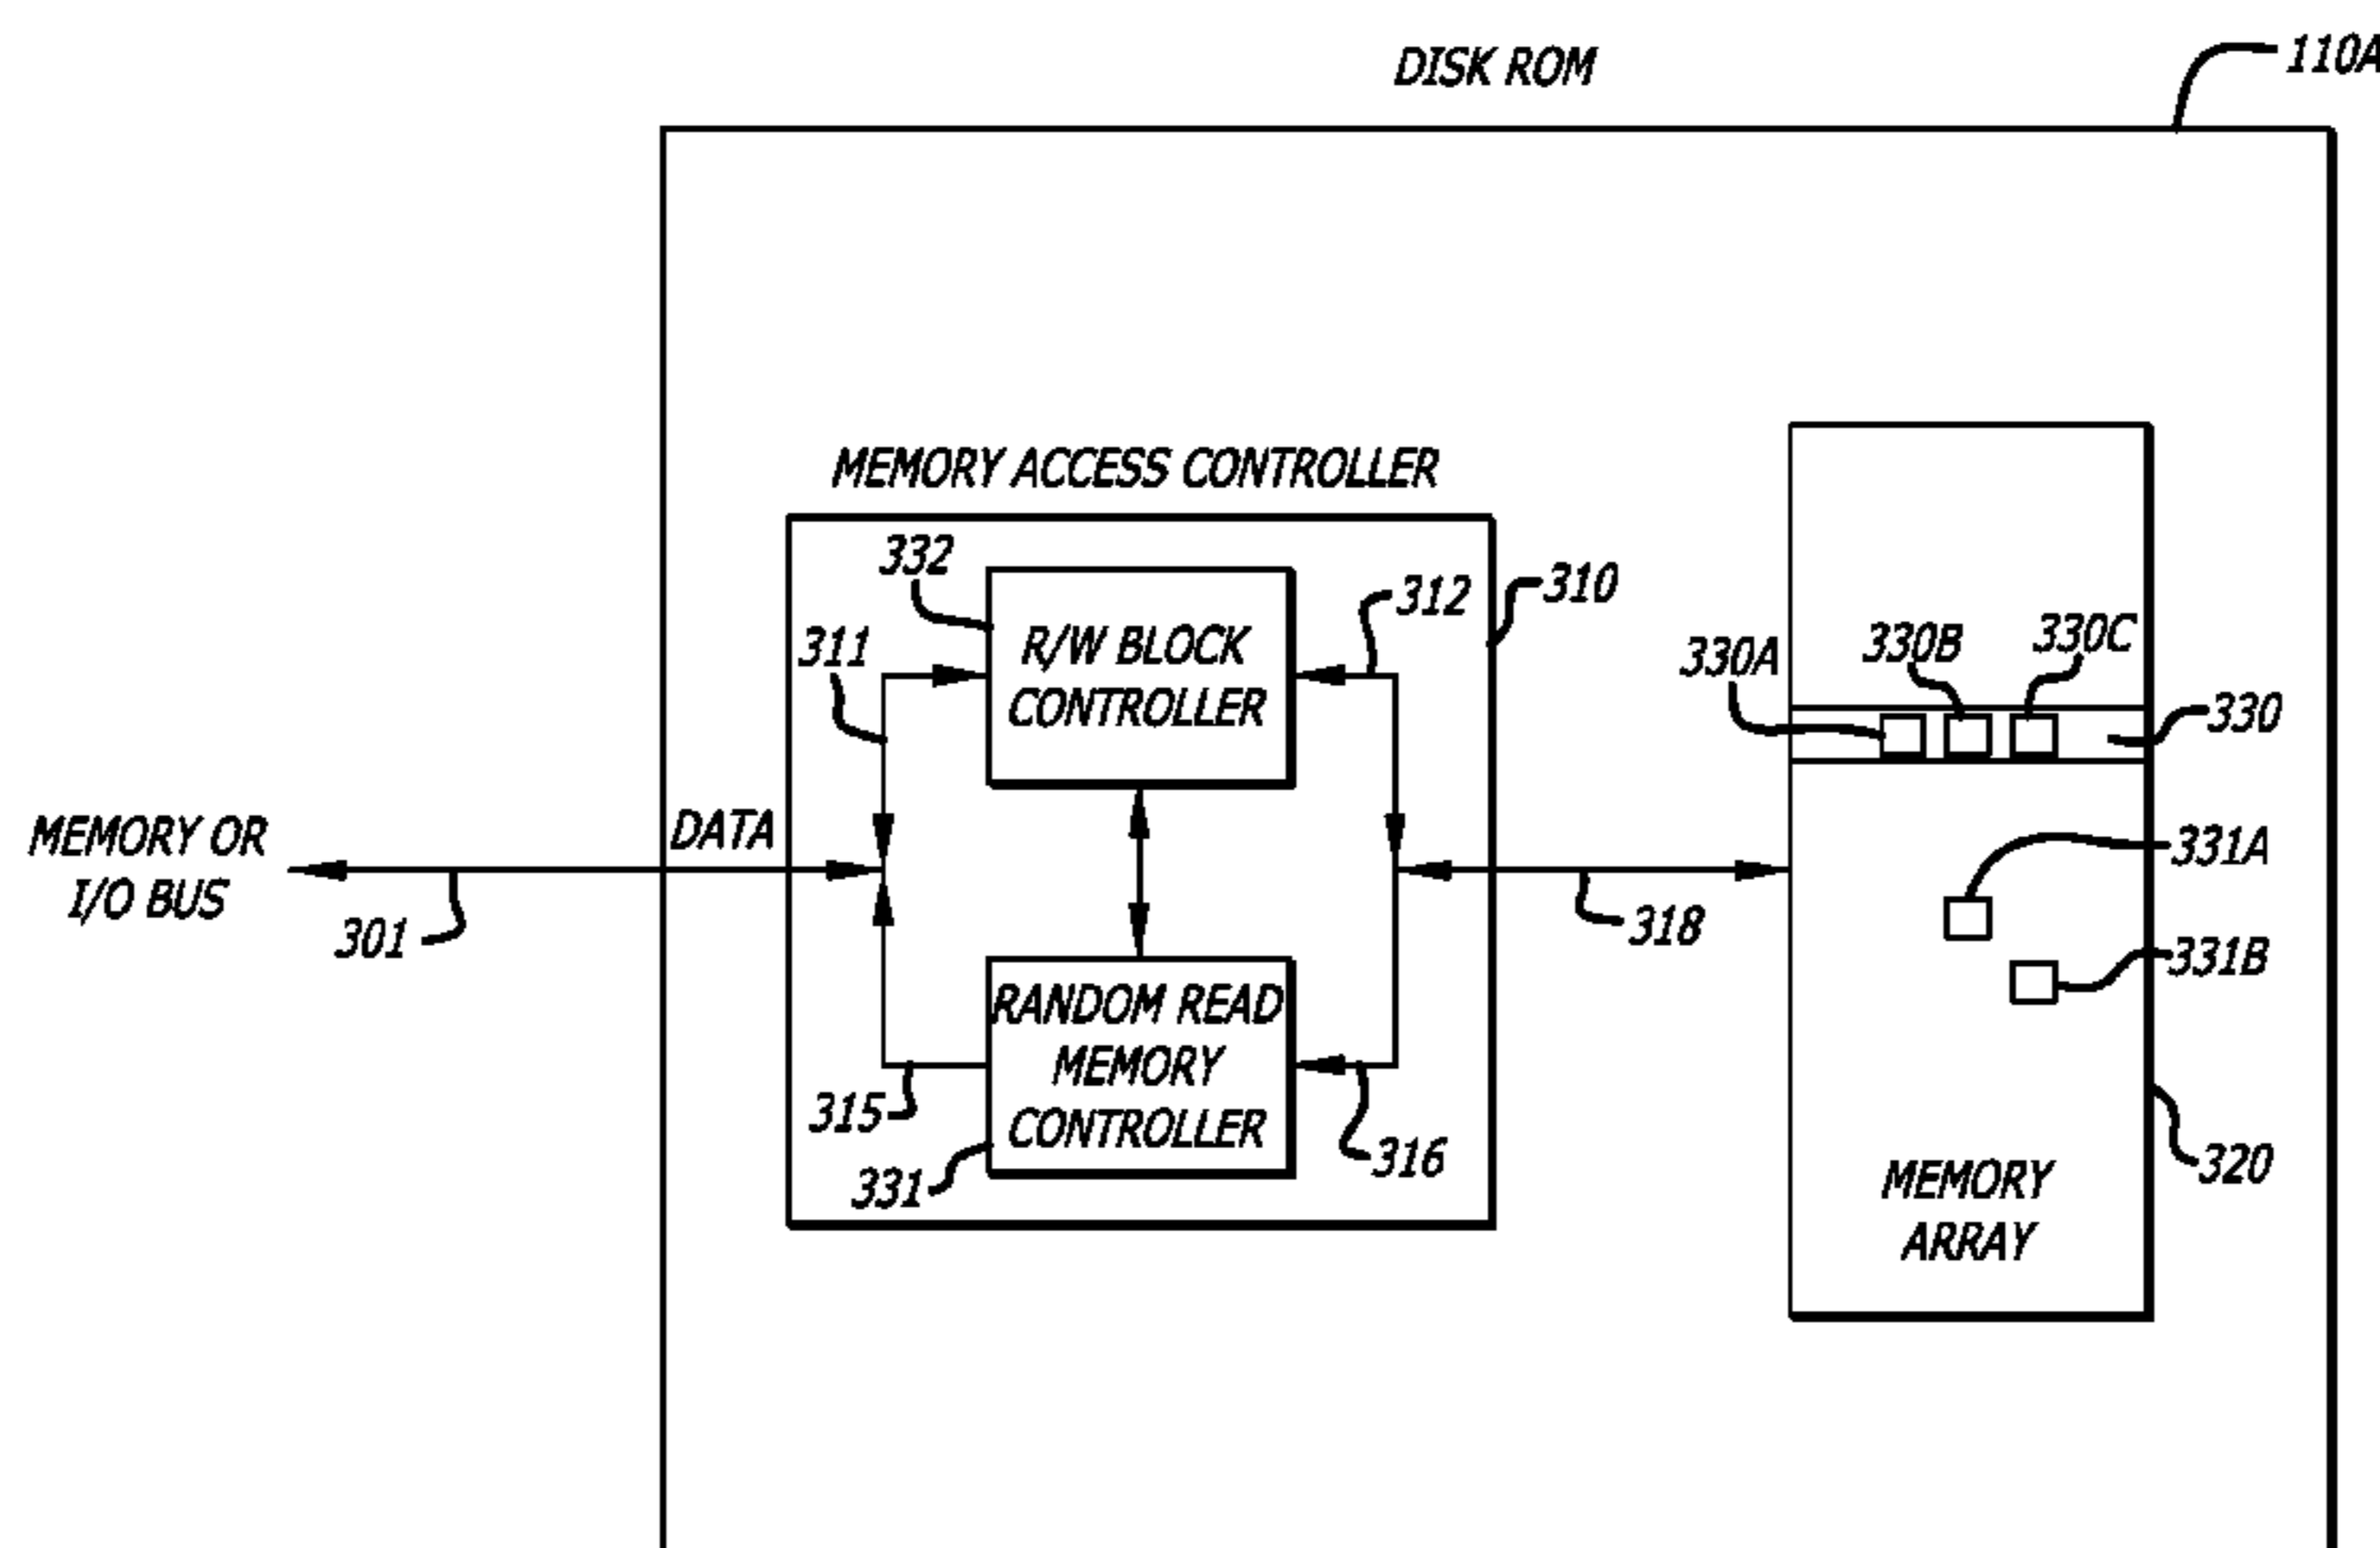 DISK ROM
110A
MEMORY ACCESS CONTROLLER
332
R/W BLOCK
CONTROLLER
311
312
310
330A
330B
330C
330
MEMORY OR
I/O BUS
301
DATA
318
331A
331B
RANDOM READ
MEMORY
CONTROLLER
315
331
316
320
MEMORY
ARRAY